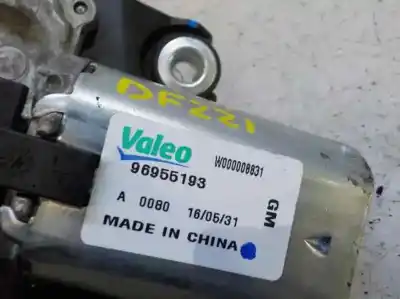 DFZZ1
Valeo
W000008831
96955193
A 0080 16/05/31
GM
MADE IN CHINA